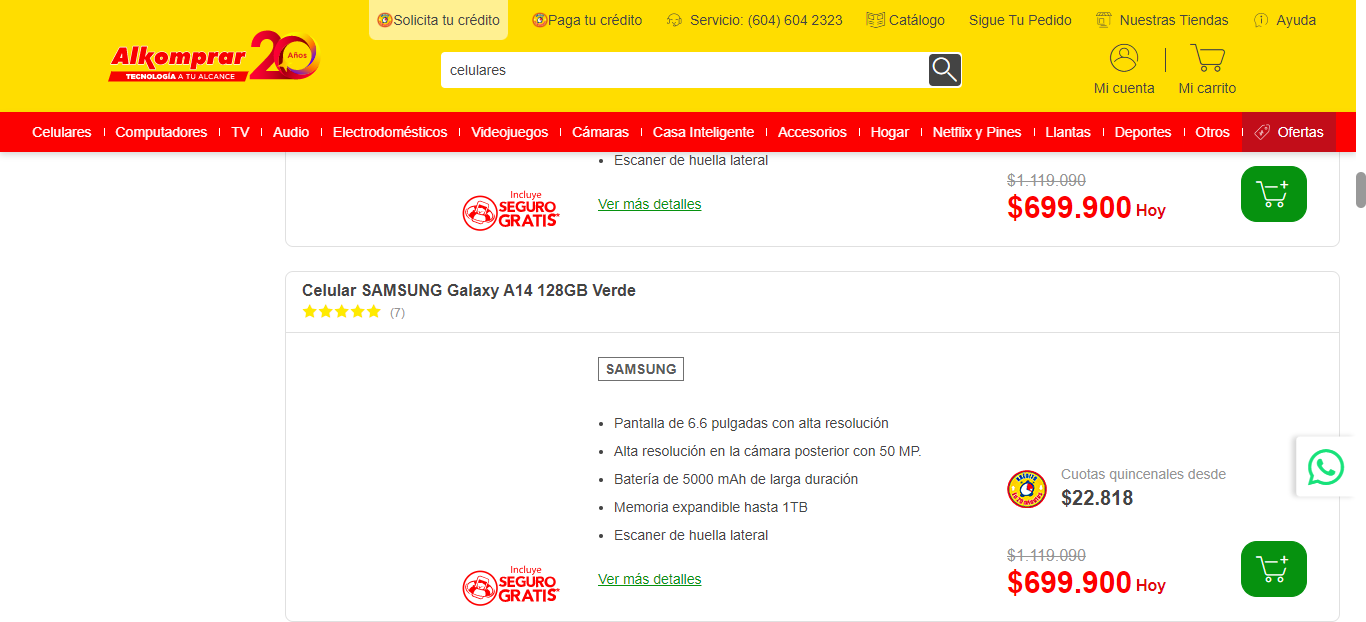 Solicita tu crédito
Paga tu crédito
Servicio: (604) 604 2323
Catálogo
Sigue Tu Pedido
Nuestras Tiendas
Ayuda
Alkomprar 20 Años
TECNOLOGÍA A TU ALCANCE
celulares
Mi cuenta
Mi carrito
Celulares
Computadores
TV
Audio
Electrodomésticos
Videojuegos
Cámaras
Casa Inteligente
Accesorios
Hogar
Netflix y Pines
Llantas
Deportes
Otros
Ofertas
Escaner de huella lateral
Incluye
SEGURO
GRATIS*
Ver más detalles
$1.119.090
$699.900 Hoy
Celular SAMSUNG Galaxy A14 128GB Verde
(7)
SAMSUNG
Pantalla de 6.6 pulgadas con alta resolución
Alta resolución en la cámara posterior con 50 MP.
Batería de 5000 mAh de larga duración
Memoria expandible hasta 1TB
Escaner de huella lateral
Cuotas quincenales desde
$22.818
Incluye
SEGURO
GRATIS*
Ver más detalles
$1.119.090
$699.900 Hoy